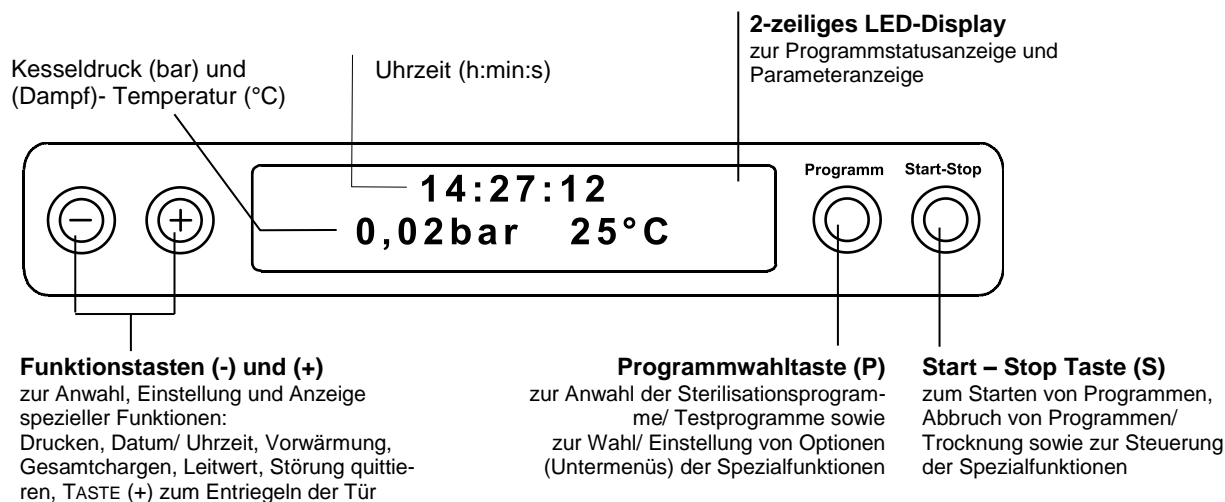 2-zeiliges LED-Display
zur Programmstatusanzeige und
Parameteranzeige
Kesseldruck (bar) und
(Dampf)- Temperatur (°C)
Uhrzeit (h:min:s)
Programm
Start-Stop
14:27:12
0,02bar 25°C
Funktionstasten (-) und (+)
zur Anwahl, Einstellung und Anzeige
spezieller Funktionen:
Drucken, Datum/ Uhrzeit, Vorwärmung,
Gesamtchargen, Leitwert, Störung quittie-
ren, TASTE (+) zum Entriegeln der Tür
Programmwahltaste (P)
zur Anwahl der Sterilisationsprogram-
me/ Testprogramme sowie
zur Wahl/ Einstellung von Optionen
(Untermenüs) der Spezialfunktionen
Start – Stop Taste (S)
zum Starten von Programmen,
Abbruch von Programmen/
Trocknung sowie zur Steuerung
der Spezialfunktionen